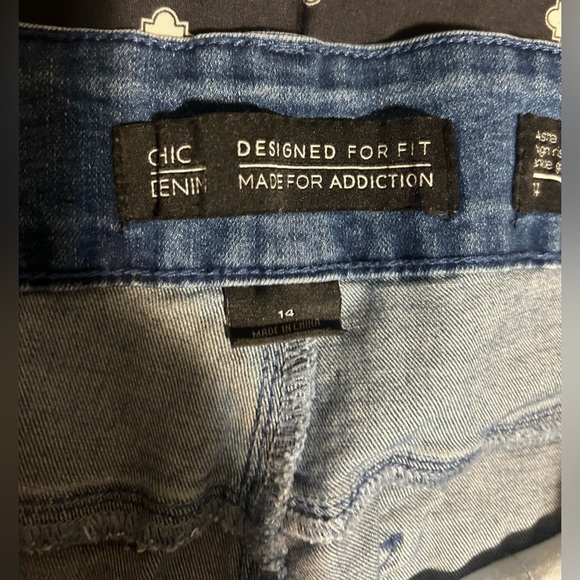 CHIC
DENIM
DESIGNED FOR FIT
MADE FOR ADDICTION
14
MADE IN CHINA